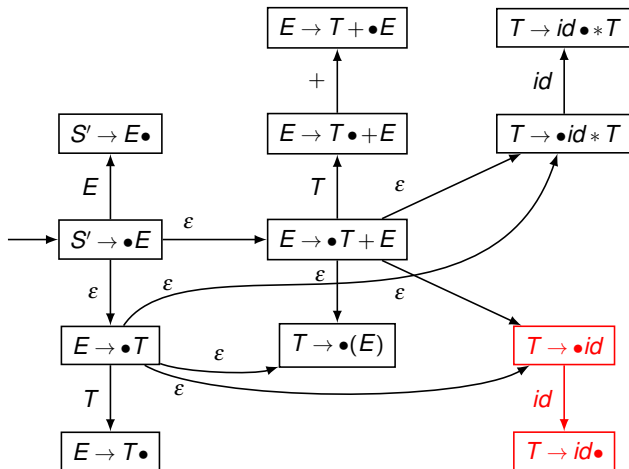 E → T + •E
T → id • ∗ T
+
id
S′ → E•
E → T • +E
T → •id ∗ T
E
T
ε
S′ → •E
ε
E → •T + E
ε
ε
ε
E → •T
ε
T → •(E)
T → •id
T
ε
id
E → T•
T → id•